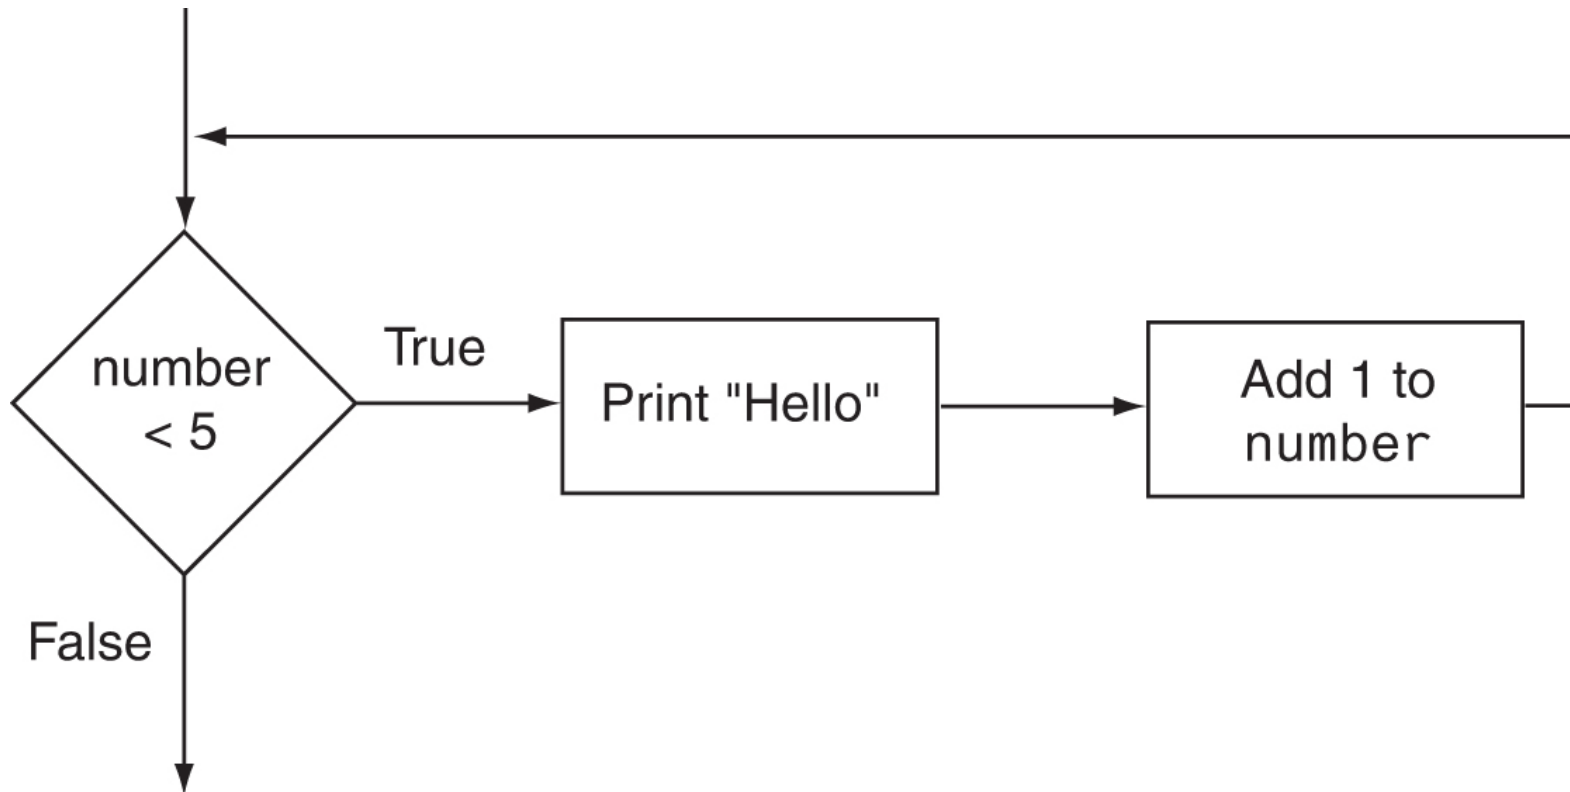 number
< 5
True
Print "Hello"
Add 1 to
number
False